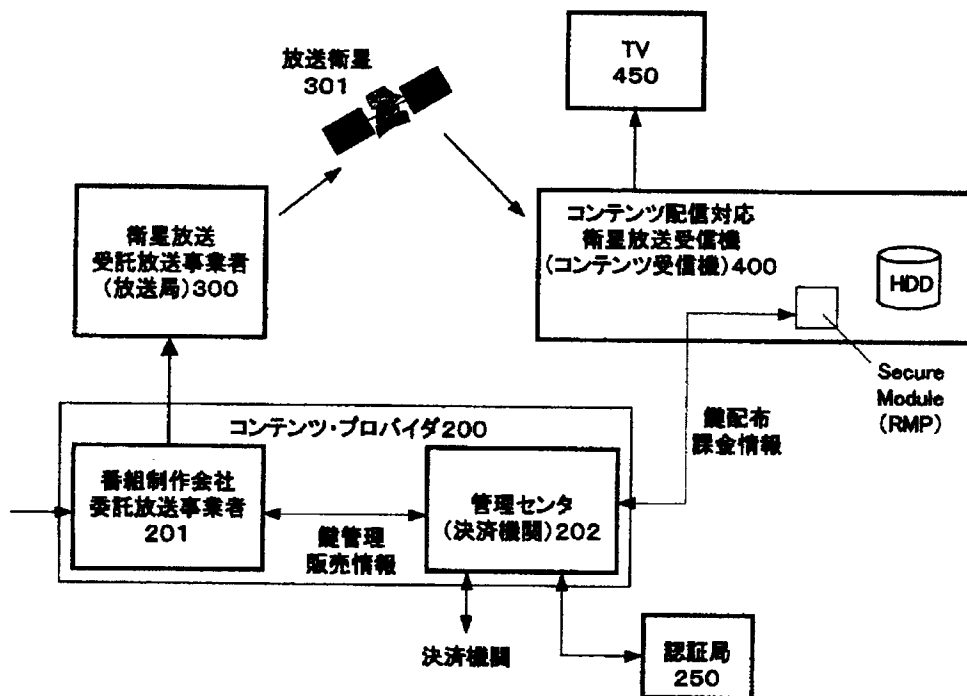 放送衛星
301
TV
450
衛星放送
受託放送事業者
(放送局)300
コンテンツ配信対応
衛星放送受信機
(コンテンツ受信機)400
HDD
Secure
Module
(RMP)
鍵配布
課金情報
コンテンツ・プロバイダ200
番組制作会社
委託放送事業者
201
鍵管理
販売情報
管理センタ
(決済機関)202
決済機関
認証局
250